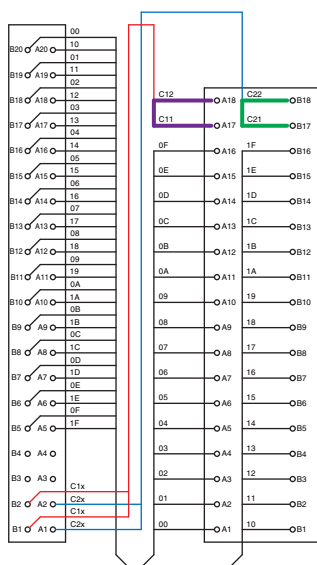 00
B20 A20 10
01
B19 A19 11
02
B18 A18 12
03
B17 A17 13
04
B16 A16 14
05
B15 A15 15
06
B14 A14 16
07
B13 A13 17
08
B12 A12 18
09
B11 A11 19
0A
B10 A10 1A
0B
B9 A9 1B
0C
B8 A8 1C
0D
B7 A7 1D
0E
B6 A6 1E
0F
B5 A5 1F
B4 A4
B3 A3
C1x
B2 A2 C2x
C1x
B1 A1 C2x
C12 A18 C22 B18
C11 A17 C21 B17
0F A16 1F B16
0E A15 1E B15
0D A14 1D B14
0C A13 1C B13
0B A12 1B B12
0A A11 1A B11
09 A10 19 B10
08 A9 18 B9
07 A8 17 B8
06 A7 16 B7
05 A6 15 B6
04 A5 14 B5
03 A4 13 B4
02 A3 12 B3
01 A2 11 B2
00 A1 10 B1